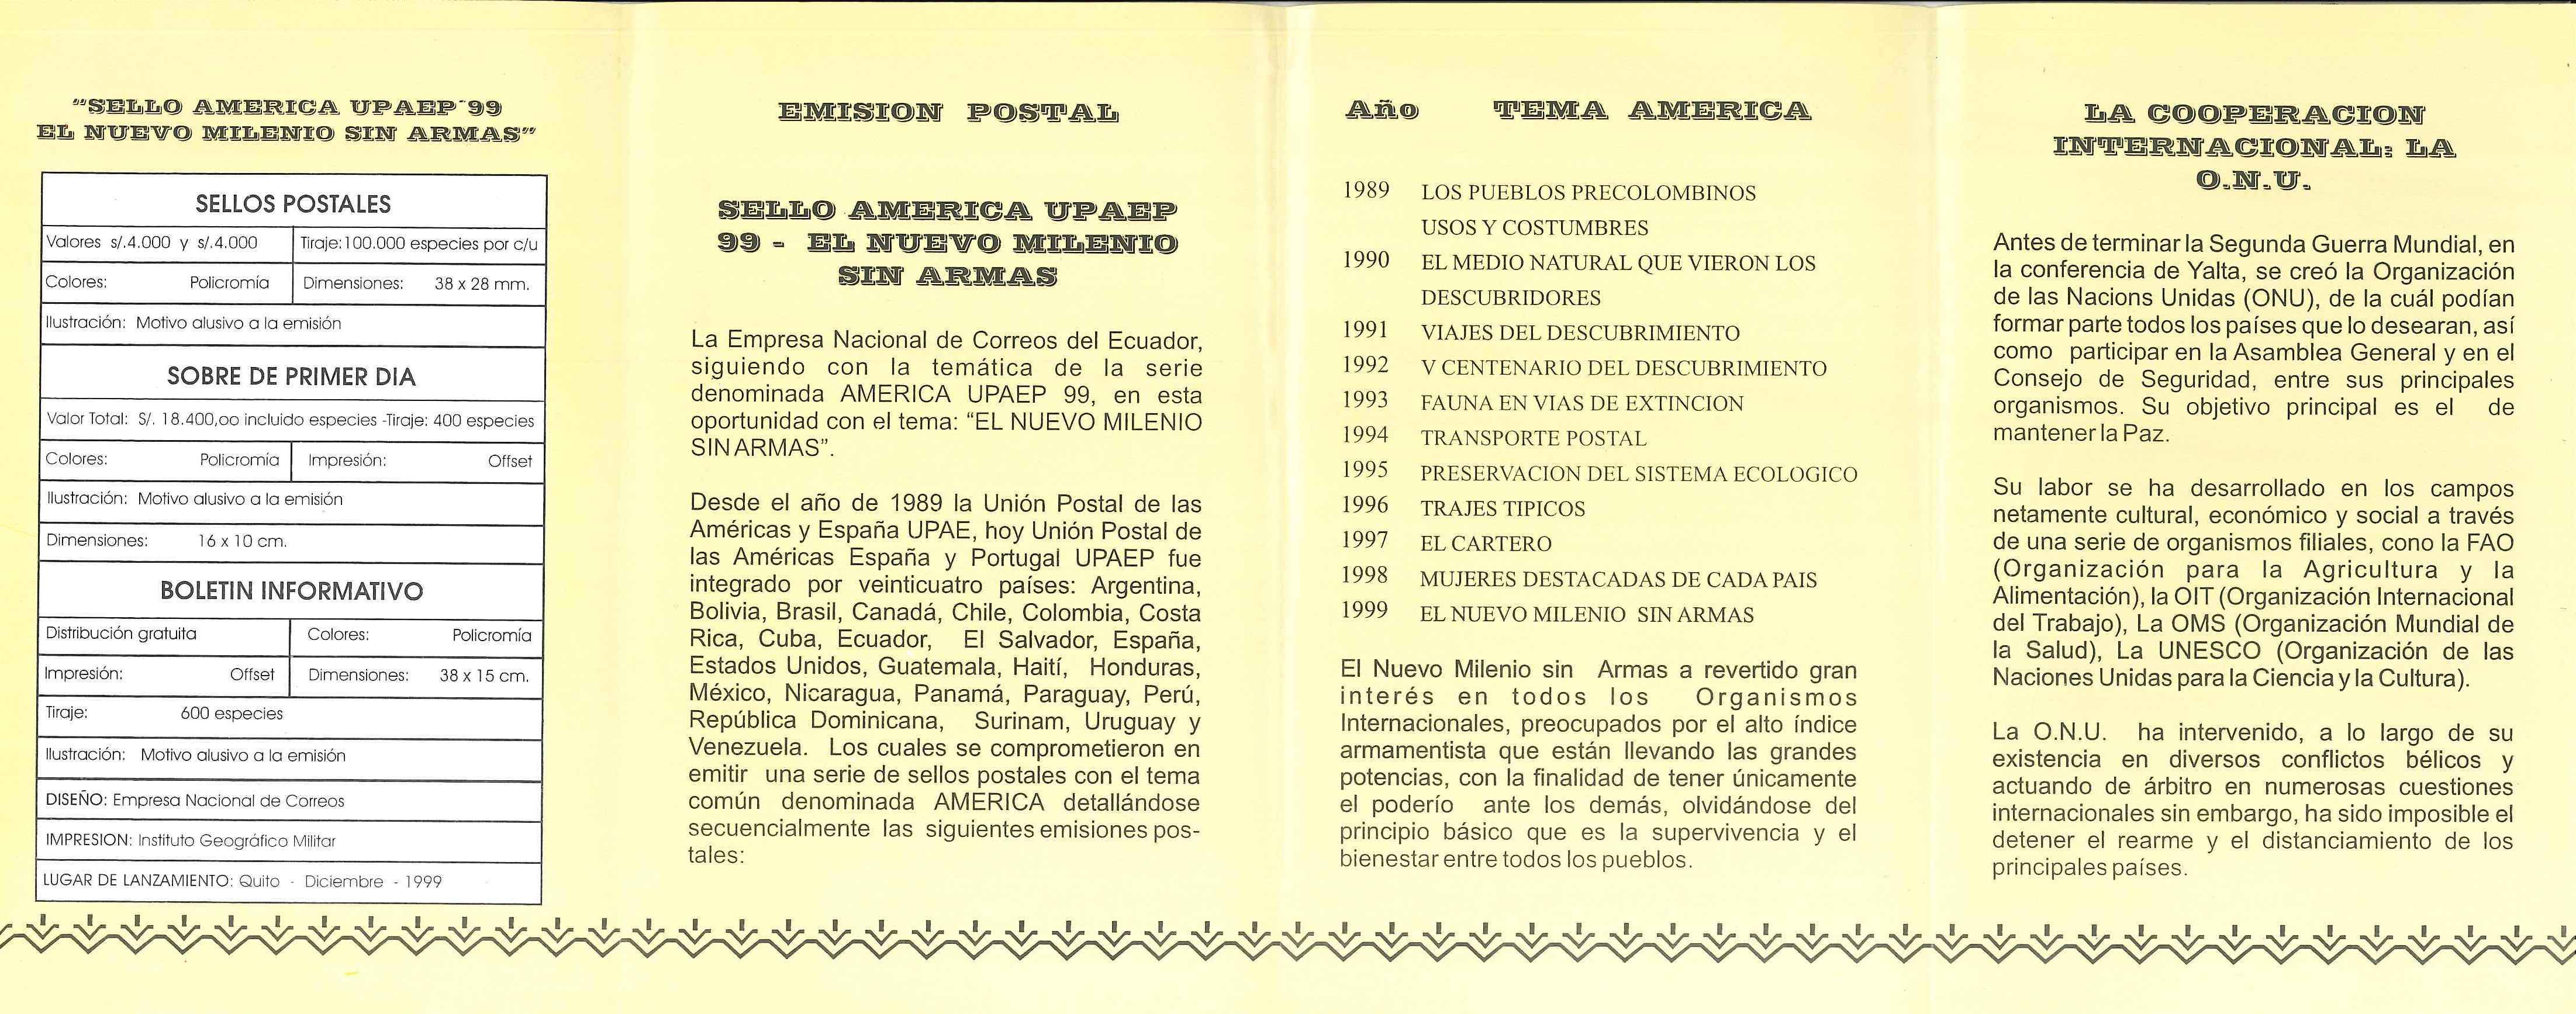 "SELLO AMERICA UPAEP´99
EL NUEVO MILENIO SIN ARMAS"
SELLOS POSTALES
Valores s/.4.000 y s/.4.000 Tiraje:100.000 especies por c/u
Colores: Policromía Dimensiones: 38 x 28 mm.
Ilustración: Motivo alusivo a la emisión
SOBRE DE PRIMER DIA
Valor Total: S/. 18.400,oo incluido especies -Tiraje: 400 especies
Colores: Policromía Impresión: Offset
Ilustración: Motivo alusivo a la emisión
Dimensiones: 16 x 10 cm.
BOLETIN INFORMATIVO
Distribución gratuita Colores: Policromía
Impresión: Offset Dimensiones: 38 x 15 cm.
Tiraje: 600 especies
Ilustración: Motivo alusivo a la emisión
DISEÑO: Empresa Nacional de Correos
IMPRESION: Instituto Geográfico Militar
LUGAR DE LANZAMIENTO: Quito - Diciembre - 1999
EMISION POSTAL
SELLO AMERICA UPAEP
99 - EL NUEVO MILENIO
SIN ARMAS
La Empresa Nacional de Correos del Ecuador,
siguiendo con la temática de la serie
denominada AMERICA UPAEP 99, en esta
oportunidad con el tema: “EL NUEVO MILENIO
SIN ARMAS”.
Desde el año de 1989 la Unión Postal de las
Américas y España UPAE, hoy Unión Postal de
las Américas España y Portugal UPAEP fue
integrado por veinticuatro países: Argentina,
Bolivia, Brasil, Canadá, Chile, Colombia, Costa
Rica, Cuba, Ecuador, El Salvador, España,
Estados Unidos, Guatemala, Haití, Honduras,
México, Nicaragua, Panamá, Paraguay, Perú,
República Dominicana, Surinam, Uruguay y
Venezuela. Los cuales se comprometieron en
emitir una serie de sellos postales con el tema
común denominada AMERICA detallándose
secuencialmente las siguientes emisiones pos-
tales:
Año TEMA AMERICA
1989 LOS PUEBLOS PRECOLOMBINOS
USOS Y COSTUMBRES
1990 EL MEDIO NATURAL QUE VIERON LOS
DESCUBRIDORES
1991 VIAJES DEL DESCUBRIMIENTO
1992 V CENTENARIO DEL DESCUBRIMIENTO
1993 FAUNA EN VIAS DE EXTINCION
1994 TRANSPORTE POSTAL
1995 PRESERVACION DEL SISTEMA ECOLOGICO
1996 TRAJES TIPICOS
1997 EL CARTERO
1998 MUJERES DESTACADAS DE CADA PAIS
1999 EL NUEVO MILENIO SIN ARMAS
El Nuevo Milenio sin Armas a revertido gran
interés en todos los Organismos
Internacionales, preocupados por el alto índice
armamentista que están llevando las grandes
potencias, con la finalidad de tener únicamente
el poderío ante los demás, olvidándose del
principio básico que es la supervivencia y el
bienestar entre todos los pueblos.
LA COOPERACION
INTERNACIONAL: LA
O.N.U.
Antes de terminar la Segunda Guerra Mundial, en
la conferencia de Yalta, se creó la Organización
de las Nacions Unidas (ONU), de la cuál podían
formar parte todos los países que lo desearan, así
como participar en la Asamblea General y en el
Consejo de Seguridad, entre sus principales
organismos. Su objetivo principal es el de
mantener la Paz.
Su labor se ha desarrollado en los campos
netamente cultural, económico y social a través
de una serie de organismos filiales, cono la FAO
(Organización para la Agricultura y la
Alimentación), la OIT (Organización Internacional
del Trabajo), La OMS (Organización Mundial de
la Salud), La UNESCO (Organización de las
Naciones Unidas para la Ciencia y la Cultura).
La O.N.U. ha intervenido, a lo largo de su
existencia en diversos conflictos bélicos y
actuando de árbitro en numerosas cuestiones
internacionales sin embargo, ha sido imposible el
detener el rearme y el distanciamiento de los
principales países.